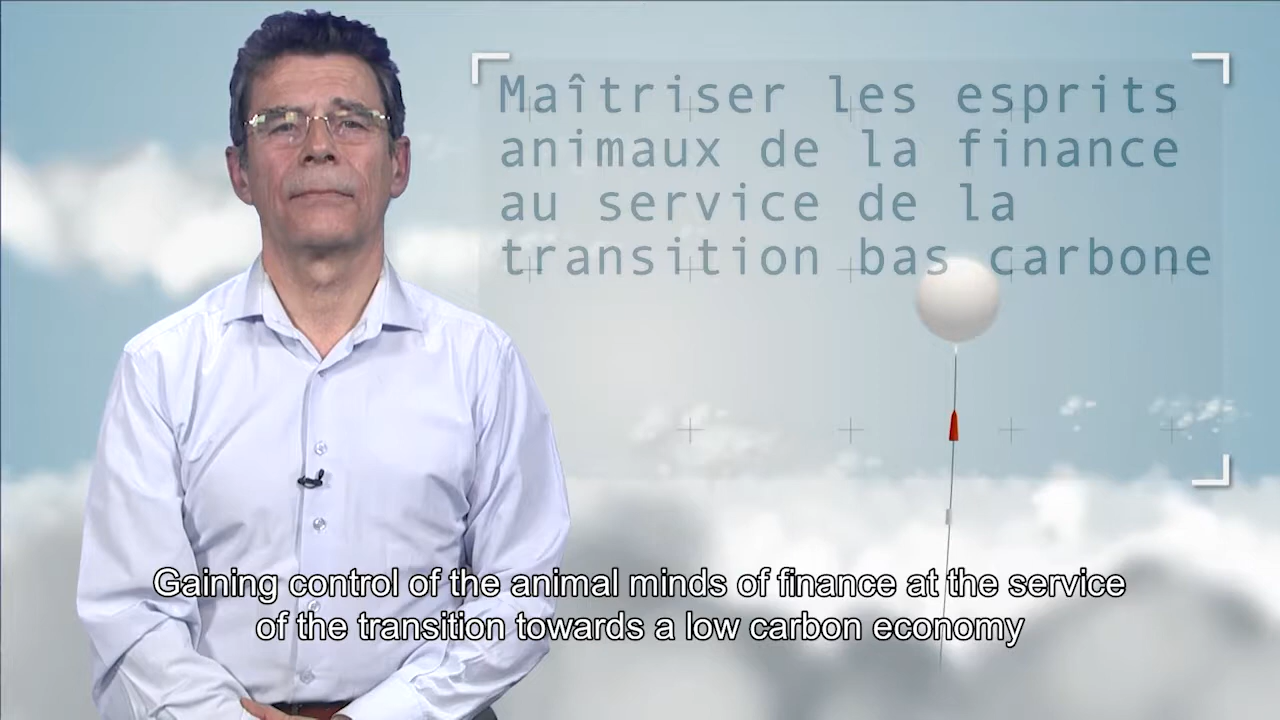 Maîtriser les esprits
animaux de la finance
au service de la
transition bas carbone
Gaining control of the animal minds of finance at the service
of the transition towards a low carbon economy